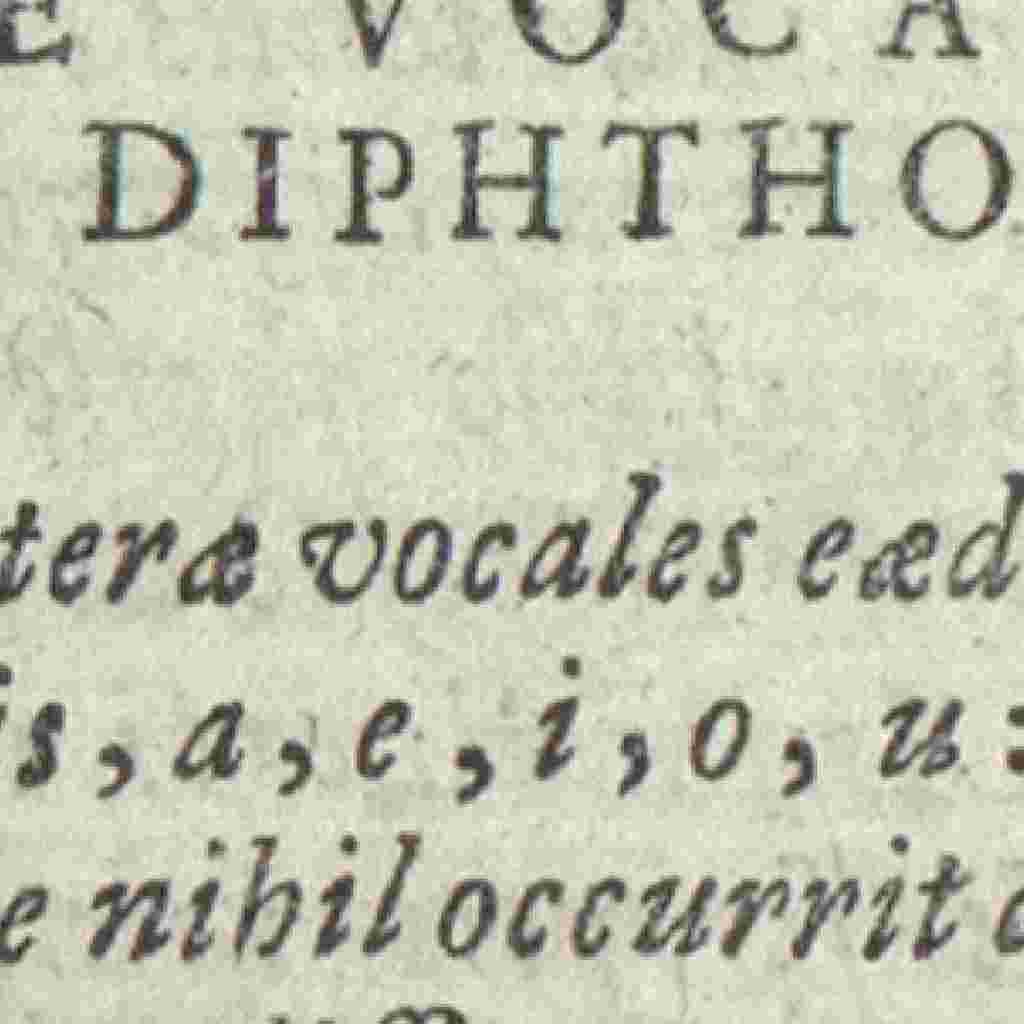 E VOCA
DIPHTHO
teræ vocales eæd
is, a, e, i, o, u:
e nihil occurrit